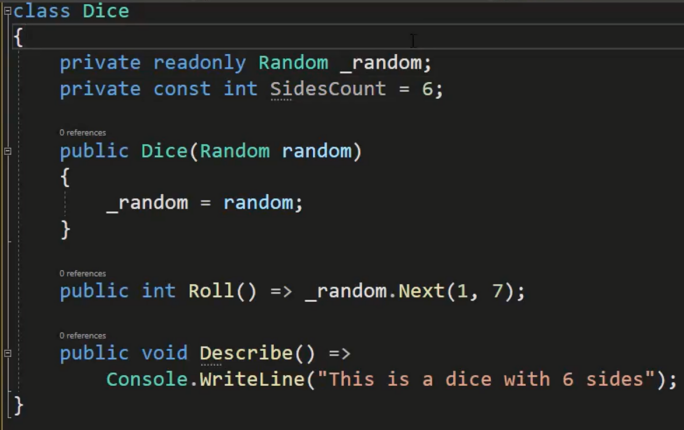 class Dice
{
private readonly Random _random;
private const int SidesCount = 6;
0 references
public Dice(Random random)
{
_random = random;
}
0 references
public int Roll() => _random.Next(1, 7);
0 references
public void Describe() =>
Console.WriteLine("This is a dice with 6 sides");
}